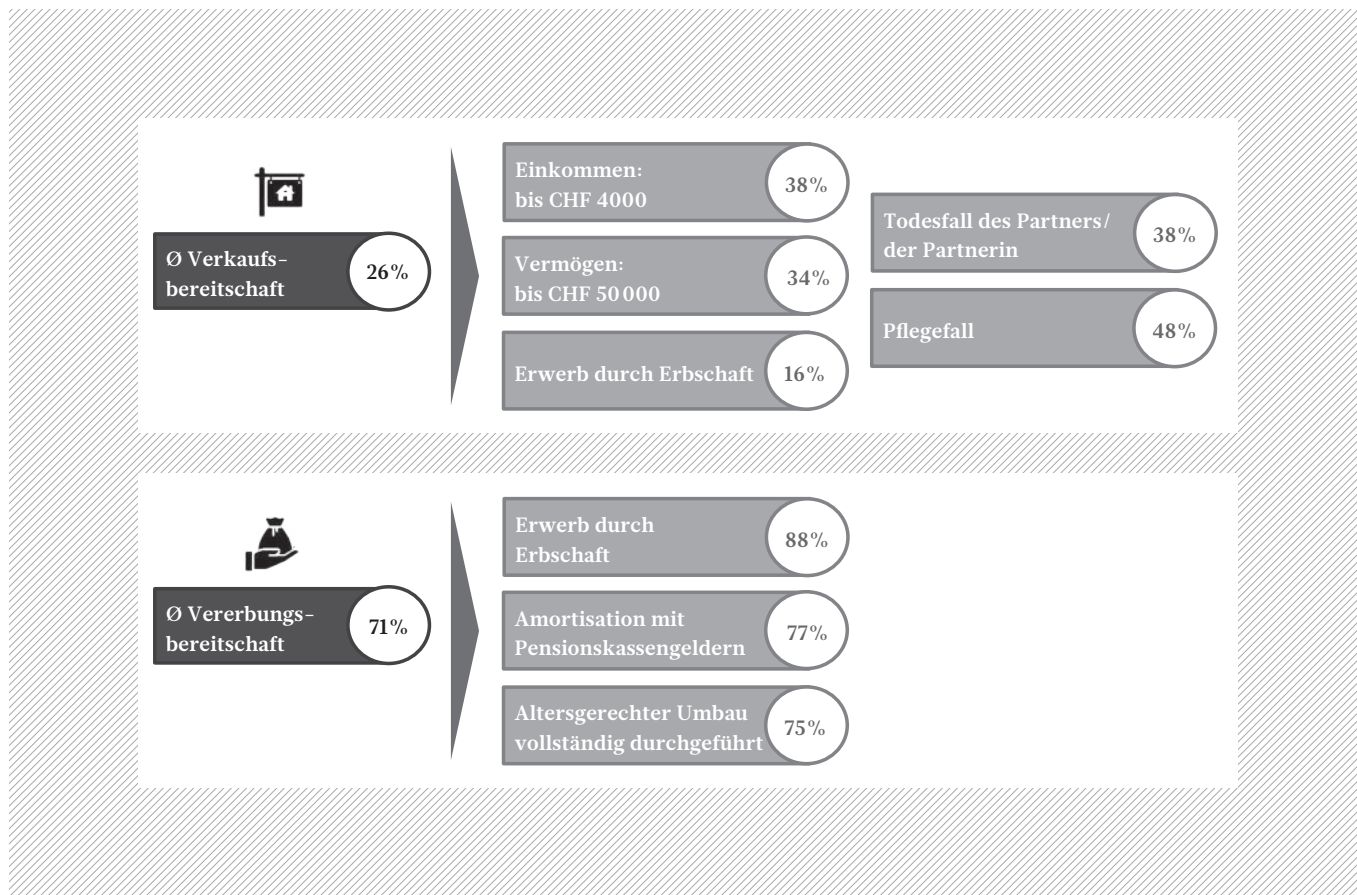 Ø Verkaufs-
bereitschaft
26%
Einkommen:
bis CHF 4000
38%
Vermögen:
bis CHF 50 000
34%
Erwerb durch Erbschaft
16%
Todesfall des Partners/
der Partnerin
38%
Pflegefall
48%
Ø Vererbungs-
bereitschaft
71%
Erwerb durch
Erbschaft
88%
Amortisation mit
Pensionskassengeldern
77%
Altersgerechter Umbau
vollständig durchgeführt
75%